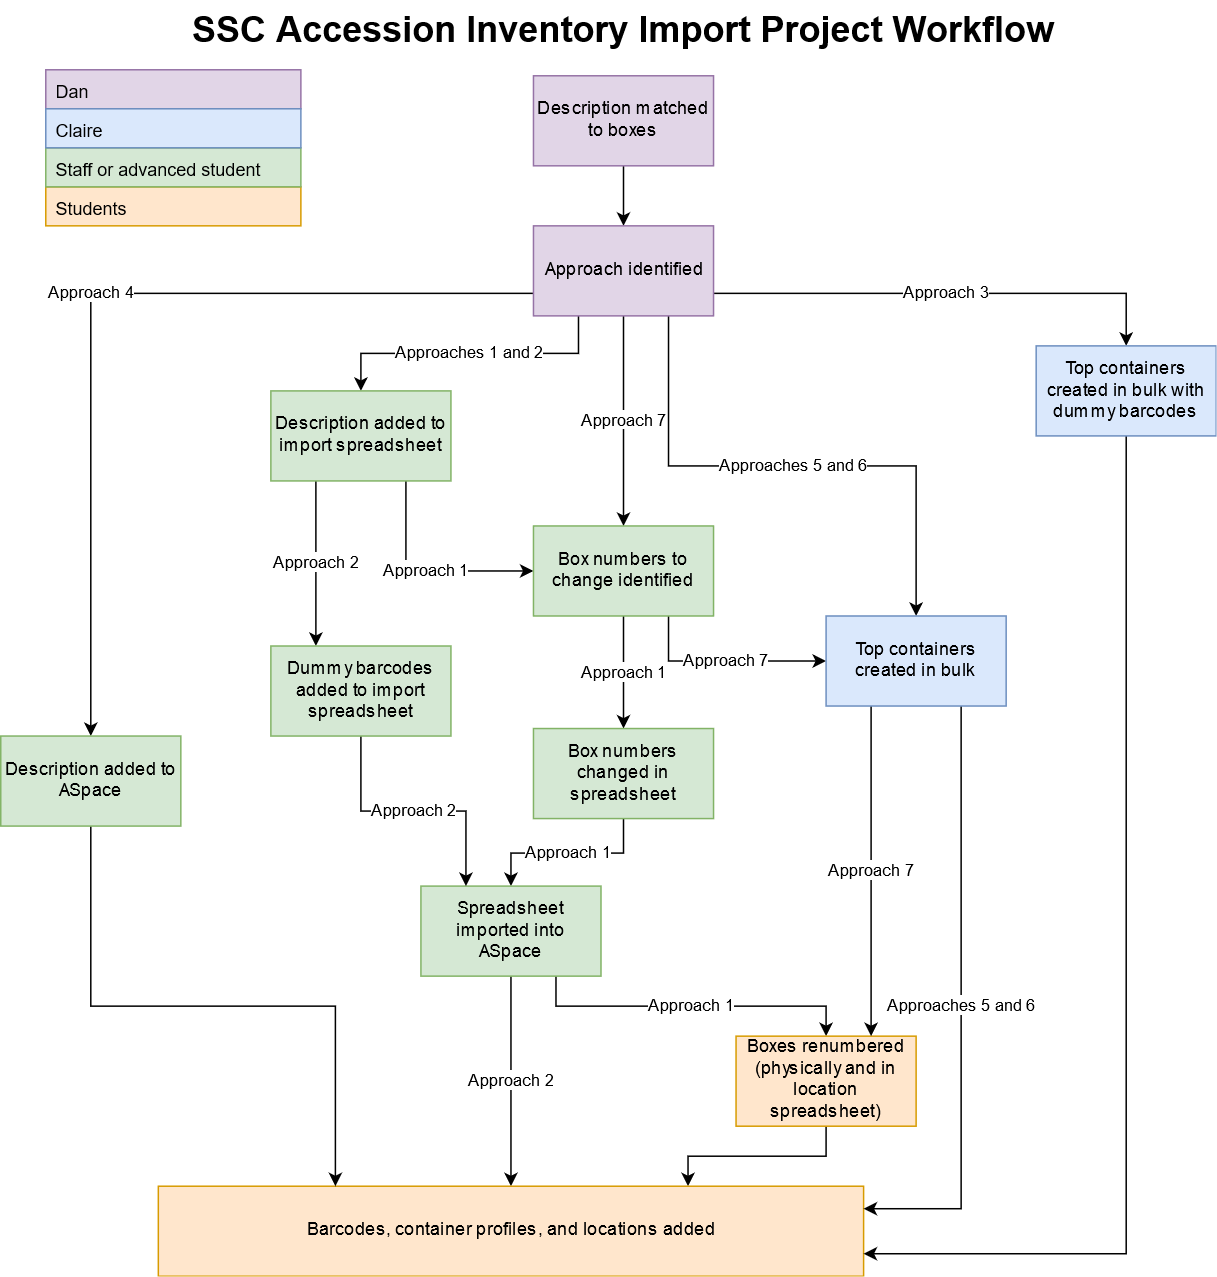 SSC Accession Inventory Import Project Workflow
Dan
Claire
Staff or advanced student
Students
Description matched
to boxes
Approach identified
Approach 4
Approach 3
Approaches 1 and 2
Top containers
created in bulk with
dummy barcodes
Description added to
import spreadsheet
Approach 7
Approaches 5 and 6
Approach 2
Approach 1
Box numbers to
change identified
Dummy barcodes
added to import
spreadsheet
Approach 1
Approach 7
Top containers
created in bulk
Description added to
ASpace
Box numbers
changed in
spreadsheet
Approach 2
Approach 1
Approach 7
Spreadsheet
imported into
ASpace
Approach 1
Approaches 5 and 6
Boxes renumbered
(physically and in
location
spreadsheet)
Approach 2
Barcodes, container profiles, and locations added